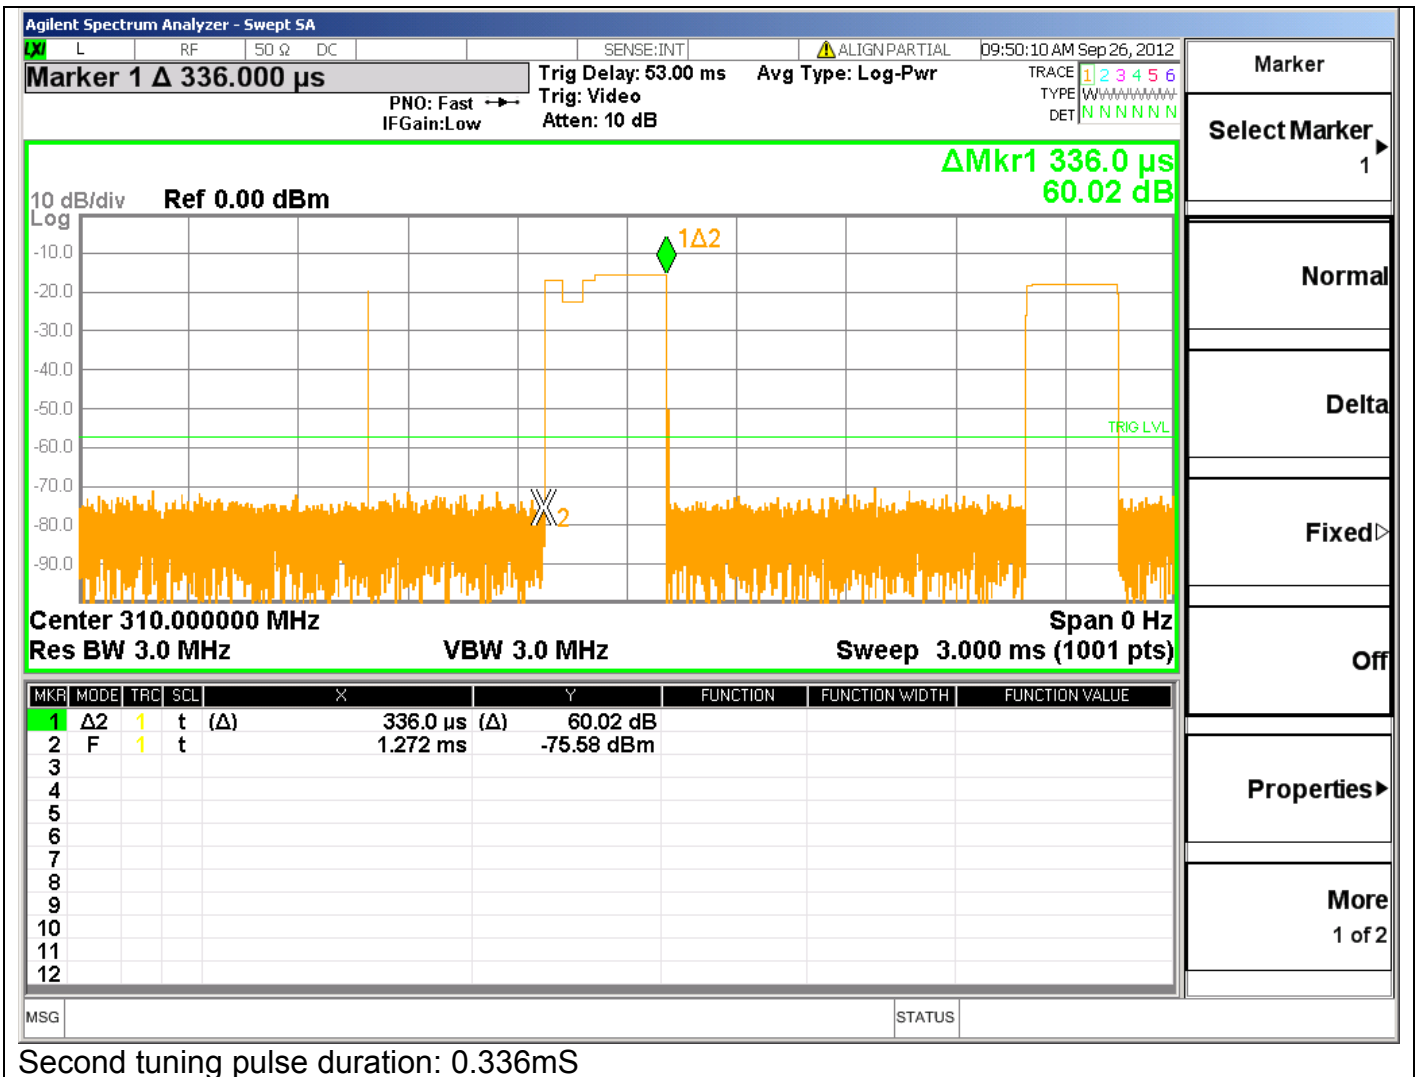 Agilent Spectrum Analyzer - Swept SA
LXI L RF 50 Ω DC SENSE:INT ALIGN PARTIAL 09:50:10 AM Sep 26, 2012
Marker 1 Δ 336.000 µs
PNO: Fast
IFGain:Low
Trig Delay: 53.00 ms
Trig: Video
Atten: 10 dB
Avg Type: Log-Pwr
TRACE 1 2 3 4 5 6
TYPE WWWWWW
DET N N N N N N
ΔMkr1 336.0 µs
60.02 dB
10 dB/div Ref 0.00 dBm
Log
-10.0
-20.0
-30.0
-40.0
-50.0
-60.0
-70.0
-80.0
-90.0
1Δ2
TRIG LVL
X2
Center 310.000000 MHz Span 0 Hz
Res BW 3.0 MHz VBW 3.0 MHz Sweep 3.000 ms (1001 pts)
MKR MODE TRC SCL X Y FUNCTION FUNCTION WIDTH FUNCTION VALUE
1 Δ2 1 t (Δ) 336.0 µs (Δ) 60.02 dB
2 F 1 t 1.272 ms -75.58 dBm
3
4
5
6
7
8
9
10
11
12
MSG STATUS
Marker
Select Marker
1
Normal
Delta
Fixed
Off
Properties
More
1 of 2
Second tuning pulse duration: 0.336mS